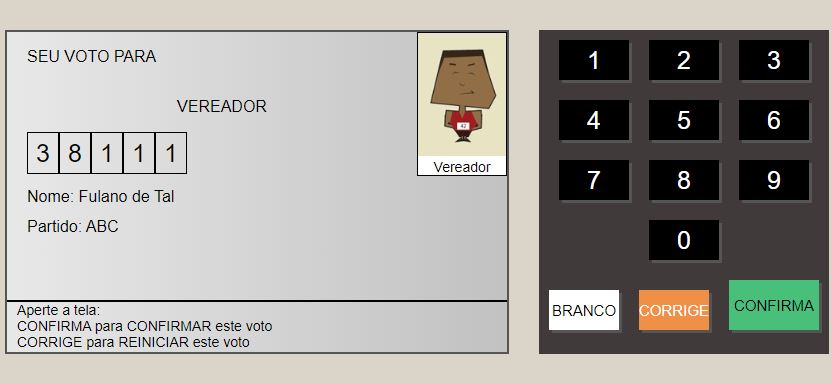 SEU VOTO PARA
VEREADOR
3 8 1 1 1
Nome: Fulano de Tal
Partido: ABC
42
Vereador
Aperte a tela:
CONFIRMA para CONFIRMAR este voto
CORRIGE para REINICIAR este voto
1 2 3
4 5 6
7 8 9
0
BRANCO CORRIGE CONFIRMA